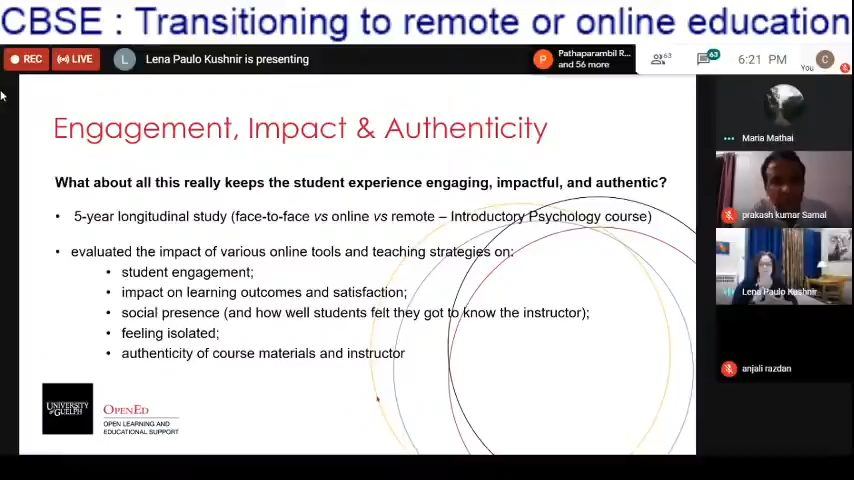 CBSE : Transitioning to remote or online education
REC
LIVE
L
Lena Paulo Kushnir is presenting
P
Pathaparambil R...
and 56 more
63
63
6:21 PM
You
C
Engagement, Impact & Authenticity
What about all this really keeps the student experience engaging, impactful, and authentic?
• 5-year longitudinal study (face-to-face vs online vs remote – Introductory Psychology course)
• evaluated the impact of various online tools and teaching strategies on:
• student engagement;
• impact on learning outcomes and satisfaction;
• social presence (and how well students felt they got to know the instructor);
• feeling isolated;
• authenticity of course materials and instructor
UNIVERSITY
OF GUELPH
OPENED
OPEN LEARNING AND
EDUCATIONAL SUPPORT
Maria Mathai
prakash kumar Samal
Lena Paulo Kushnir
anjali razdan